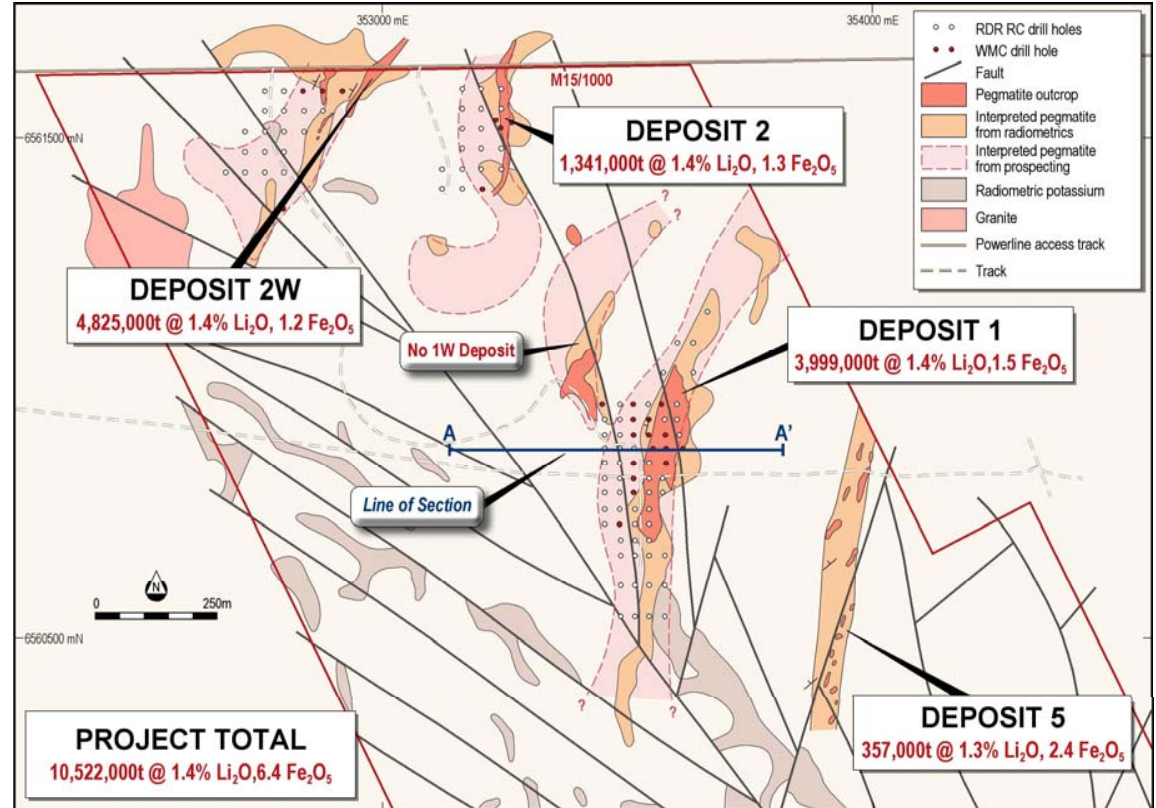 353000 mE
354000 mE
RDR RC drill holes
WMC drill hole
Fault
Pegmatite outcrop
Interpreted pegmatite
from radiometrics
Interpreted pegmatite
from prospecting
Radiometric potassium
Granite
Powerline access track
Track
M15/1000
6561500 mN
DEPOSIT 2
1,341,000t @ 1.4% Li₂O, 1.3 Fe₂O₅
?
?
DEPOSIT 2W
4,825,000t @ 1.4% Li₂O, 1.2 Fe₂O₅
No 1W Deposit
DEPOSIT 1
3,999,000t @ 1.4% Li₂O,1.5 Fe₂O₅
A
A'
Line of Section
N
0
250m
6560500 mN
?
?
DEPOSIT 5
357,000t @ 1.3% Li₂O, 2.4 Fe₂O₅
PROJECT TOTAL
10,522,000t @ 1.4% Li₂O,6.4 Fe₂O₅